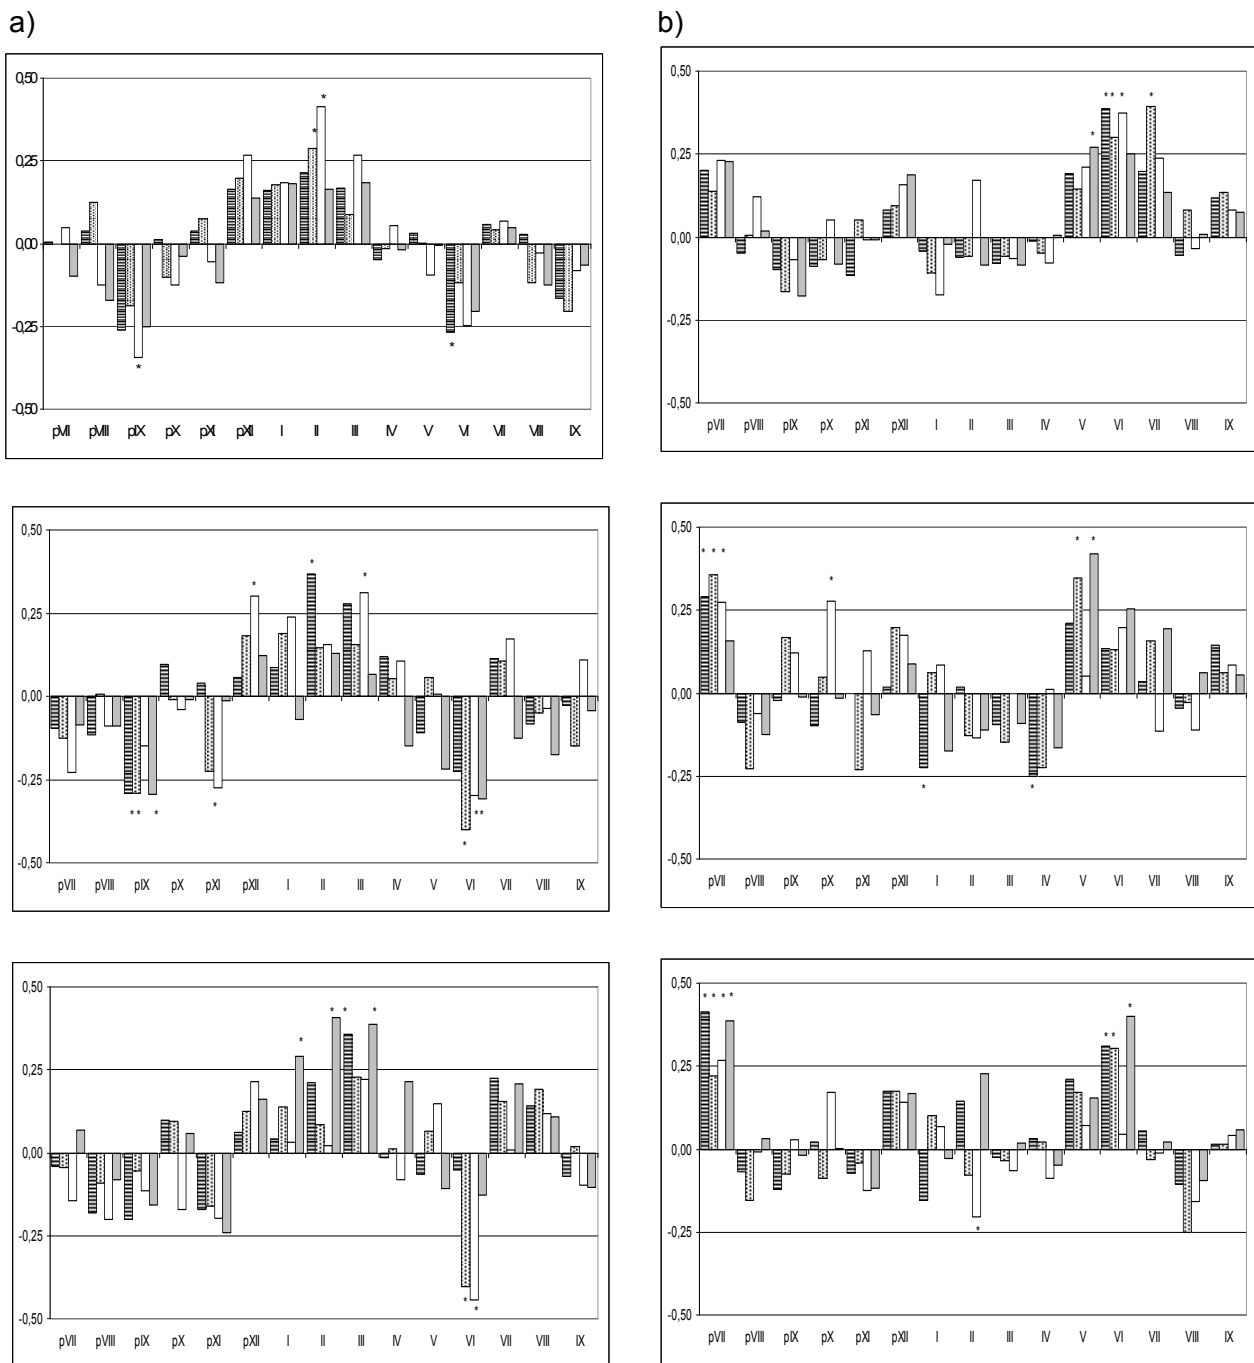 a)
b)
0,50
0,25
0,00
-0,25
-0,50
* * * * *
pVII pVIII pIX pX pXI pXII I II III IV V VI VII VIII IX
0,50
0,25
0,00
-0,25
-0,50
* * * * *
pVII pVIII pIX pX pXI pXII I II III IV V VI VII VIII IX
0,50
0,25
0,00
-0,25
-0,50
* * *
** * * * **
pVII pVIII pIX pX pXI pXII I II III IV V VI VII VIII IX
0,50
0,25
0,00
-0,25
-0,50
* * * * * *
* *
pVII pVIII pIX pX pXI pXII I II III IV V VI VII VIII IX
0,50
0,25
0,00
-0,25
-0,50
* * * * *
* *
pVII pVIII pIX pX pXI pXII I II III IV V VI VII VIII IX
0,50
0,25
0,00
-0,25
-0,50
* * * * * * *
*
pVII pVIII pIX pX pXI pXII I II III IV V VI VII VIII IX